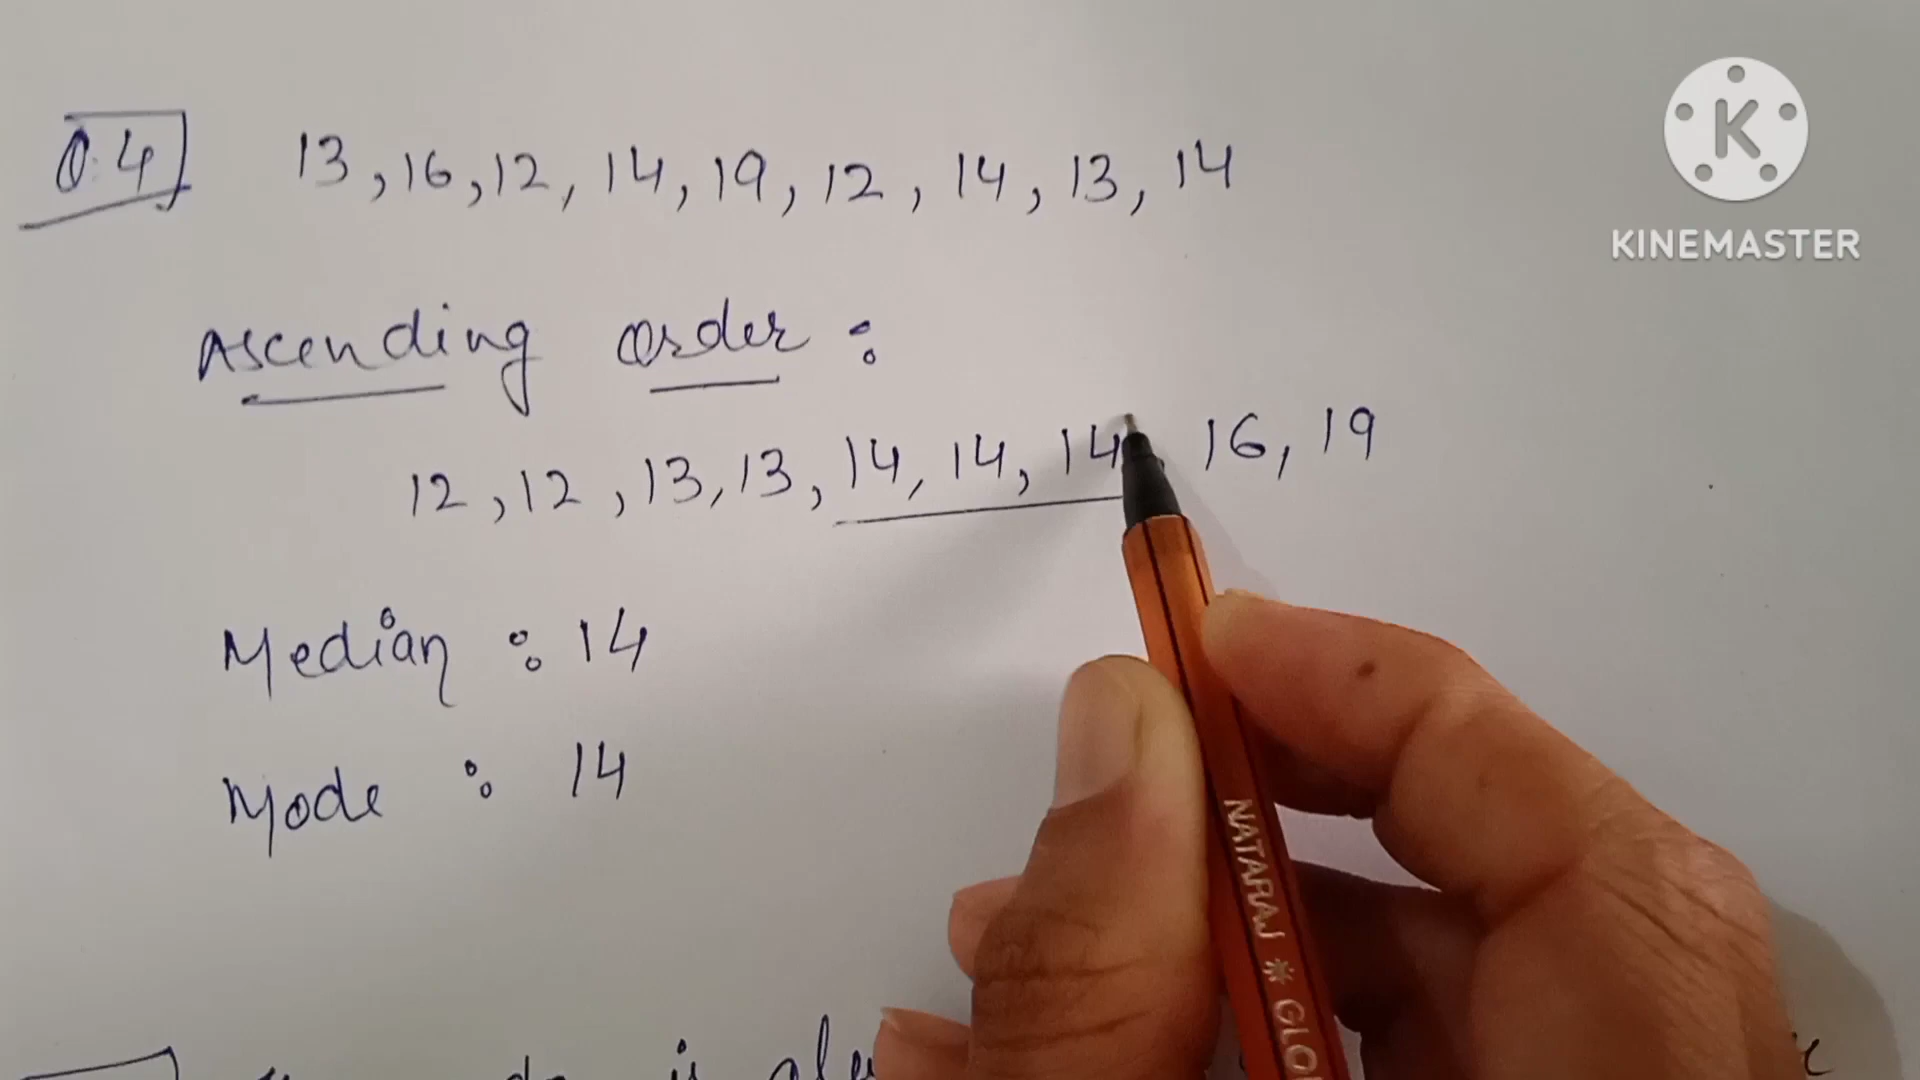 Q.4 13, 16, 12, 14, 19, 12, 14, 13, 14
K
KINEMASTER
Ascending order :
12, 12, 13, 13, 14, 14, 14, 16, 19
Median : 14
Mode : 14
NATARAJ GLO
is